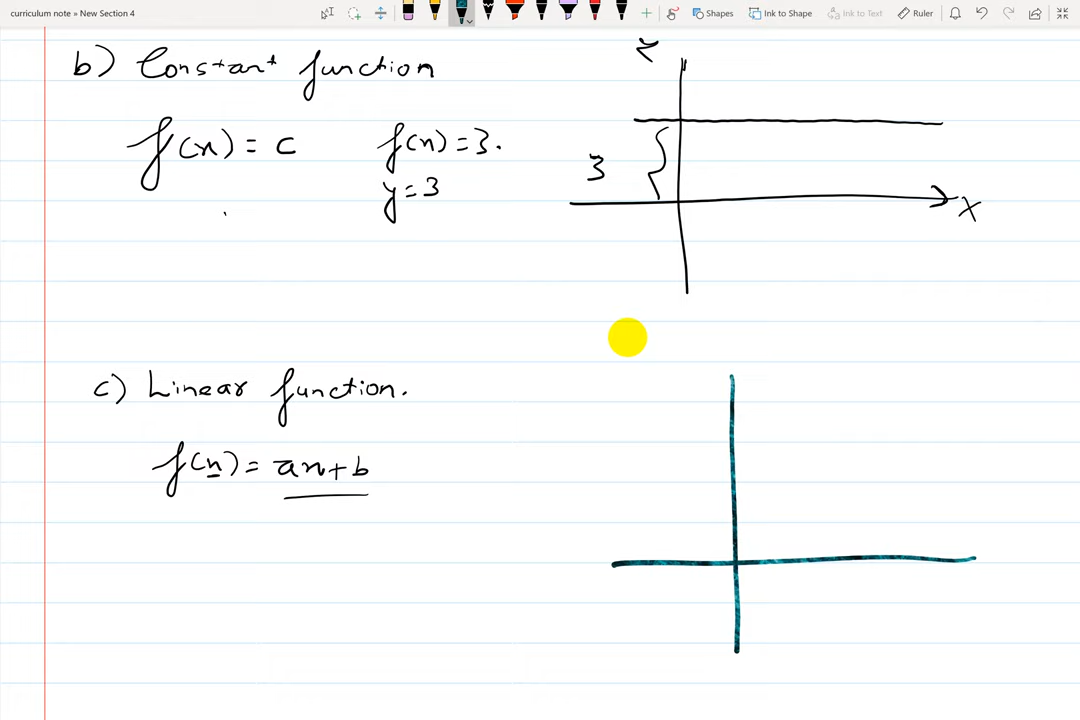 curriculum note » New Section 4
Shapes
Ink to Shape
Ink to Text
Ruler
b) Constant function
f(x) = c
f(x) = 3.
y = 3
3
x
c) Linear function.
f(x) = ax + b